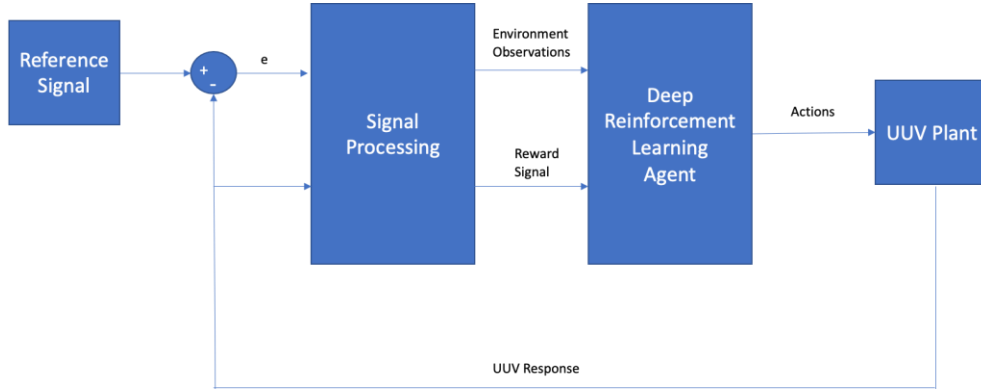 Reference
Signal
+
-
e
Signal
Processing
Environment
Observations
Reward
Signal
Deep
Reinforcement
Learning
Agent
Actions
UUV Plant
UUV Response